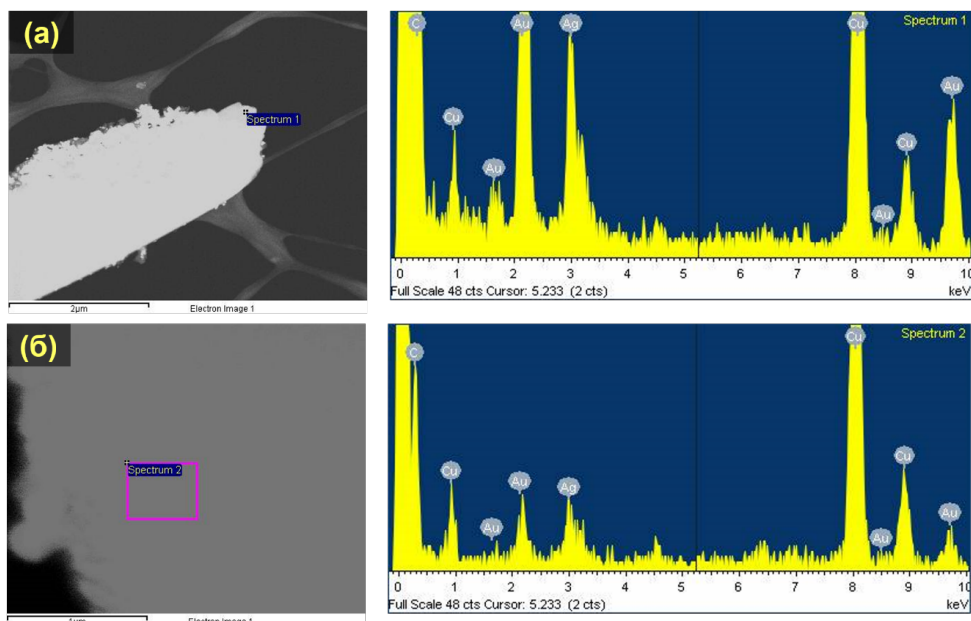 (а)
Spectrum 1
2µm
Electron Image 1
Spectrum 1
C
Au
Ag
Cu
Au
Cu
Au
Cu
Au
0 1 2 3 4 5 6 7 8 9 10
Full Scale 48 cts Cursor: 5.233 (2 cts)
keV
(б)
Spectrum 2
Electron Image 1
Spectrum 2
C
Cu
Cu
Au
Ag
Cu
Au
Au
Au
0 1 2 3 4 5 6 7 8 9 10
Full Scale 48 cts Cursor: 5.233 (2 cts)
keV